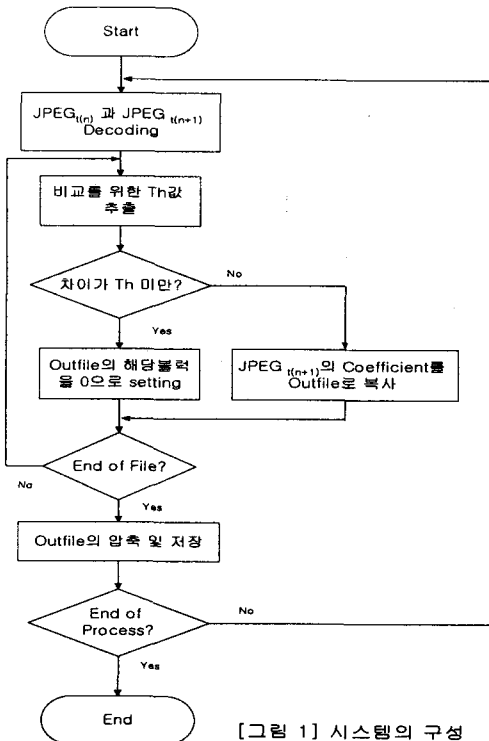 Start
JPEG t(n) 과 JPEG t(n+1)
Decoding
비교를 위한 Th값
추출
차이가 Th 미만?
No
Yes
Outfile의 해당블럭
을 0으로 setting
JPEG t(n+1)의 Coefficient를
Outfile로 복사
End of File?
No
Yes
Outfile의 압축 및 저장
End of
Process?
No
Yes
End
[그림 1] 시스템의 구성